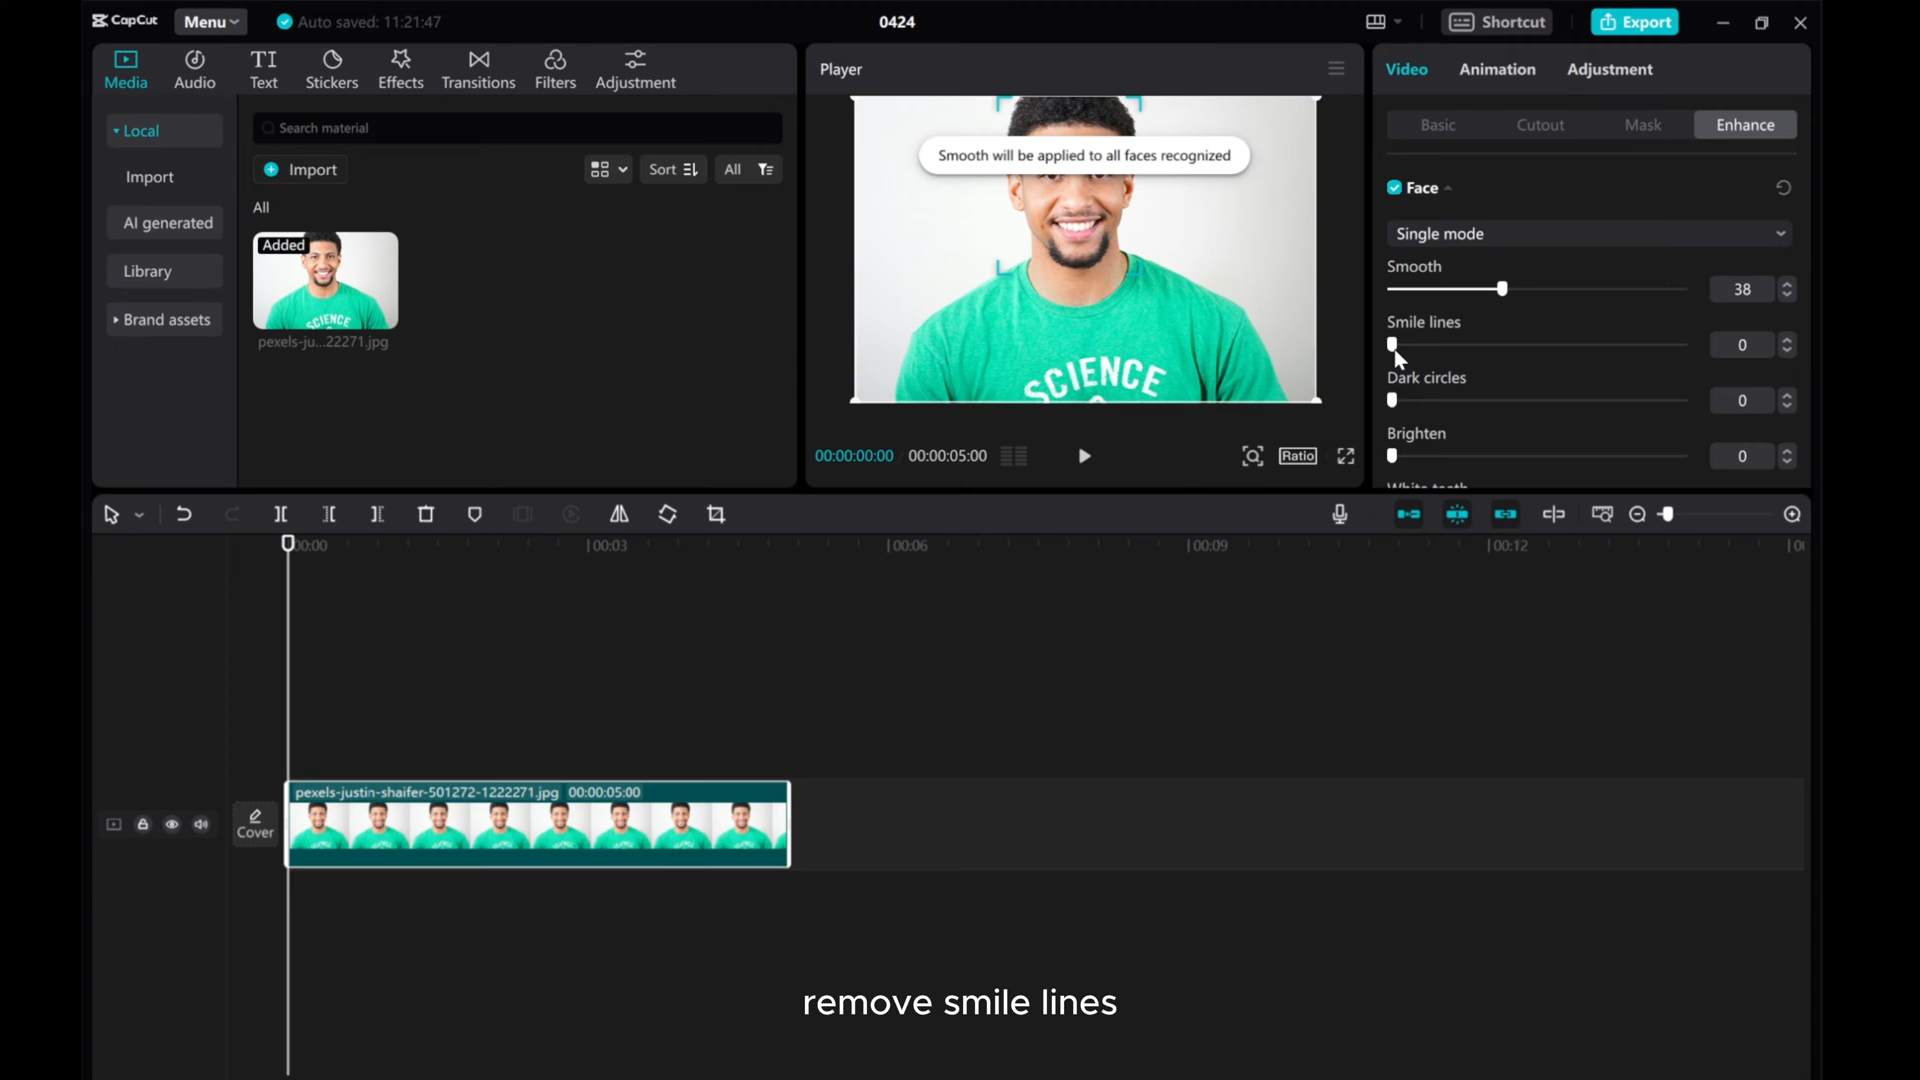 CapCut
Menu
Auto saved: 11:21:47
0424
Shortcut
Export
Media
Audio
Text
Stickers
Effects
Transitions
Filters
Adjustment
Local
Import
AI generated
Library
Brand assets
Search material
Import
Sort
All
All
Added
SCIENCE
pexels-ju...22271.jpg
Player
Smooth will be applied to all faces recognized
SCIENCE
00:00:00:00
00:00:05:00
Ratio
Video
Animation
Adjustment
Basic
Cutout
Mask
Enhance
Face
Single mode
Smooth
38
Smile lines
0
Dark circles
0
Brighten
0
White teeth
00:00
00:03
00:06
00:09
00:12
Cover
pexels-justin-shaifer-501272-1222271.jpg 00:00:05:00
remove smile lines